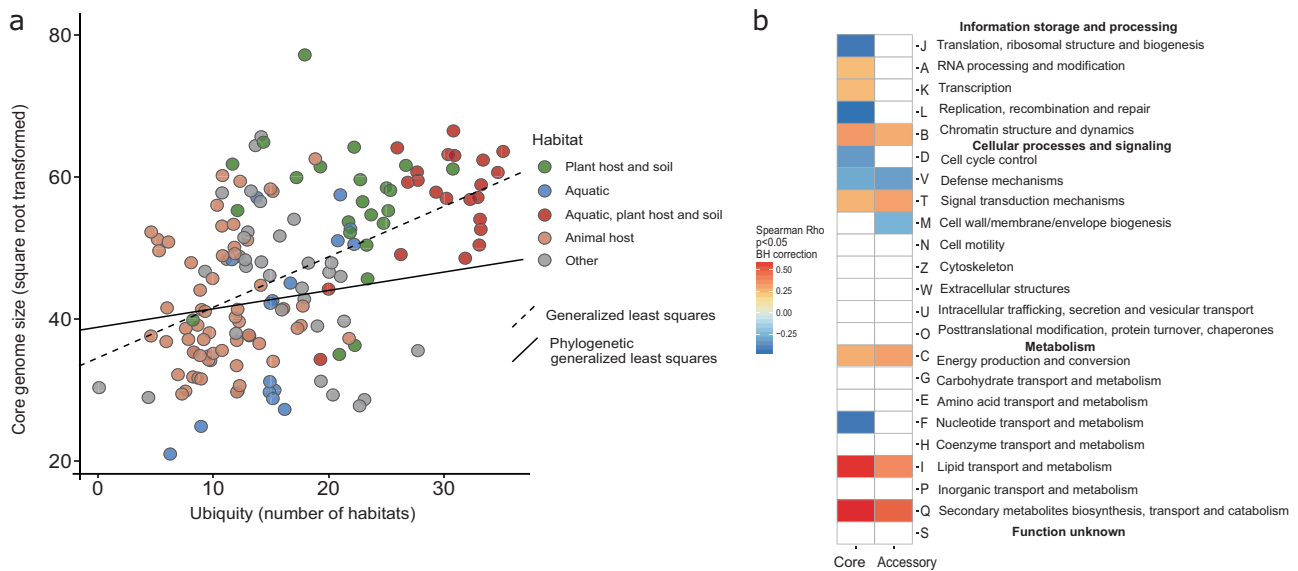 a
80
60
40
20
0
10
20
30
Core genome size (square root transformed)
Ubiquity (number of habitats)
Habitat
Plant host and soil
Aquatic
Aquatic, plant host and soil
Animal host
Other
Generalized least squares
Phylogenetic
generalized least squares
b
Spearman Rho
p<0.05
BH correction
0.50
0.25
0.00
−0.25
Information storage and processing
J Translation, ribosomal structure and biogenesis
A RNA processing and modification
K Transcription
L Replication, recombination and repair
B Chromatin structure and dynamics
Cellular processes and signaling
D Cell cycle control
V Defense mechanisms
T Signal transduction mechanisms
M Cell wall/membrane/envelope biogenesis
N Cell motility
Z Cytoskeleton
W Extracellular structures
U Intracellular trafficking, secretion and vesicular transport
O Posttranslational modification, protein turnover, chaperones
Metabolism
C Energy production and conversion
G Carbohydrate transport and metabolism
E Amino acid transport and metabolism
F Nucleotide transport and metabolism
H Coenzyme transport and metabolism
I Lipid transport and metabolism
P Inorganic transport and metabolism
Q Secondary metabolites biosynthesis, transport and catabolism
S Function unknown
Core Accessory